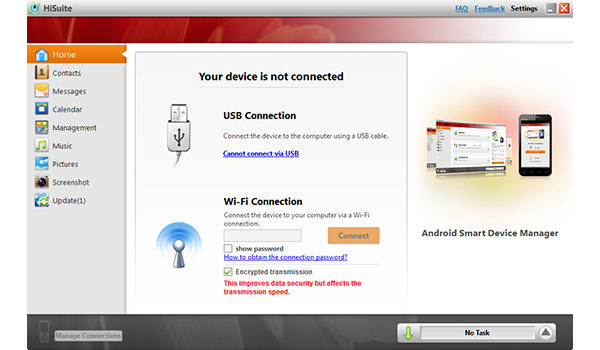 HiSuite
FAQ Feedback Settings
Home
Contacts
Messages
Calendar
Management
Music
Pictures
Screenshot
Update(1)
Your device is not connected
USB Connection
Connect the device to the computer using a USB cable.
Cannot connect via USB
Wi-Fi Connection
Connect the device to your computer via a Wi-Fi
connection.
Connect
show password
How to obtain the connection password?
Encrypted transmission
This improves data security but affects the
transmission speed.
Android Smart Device Manager
Manage Connections
No Task